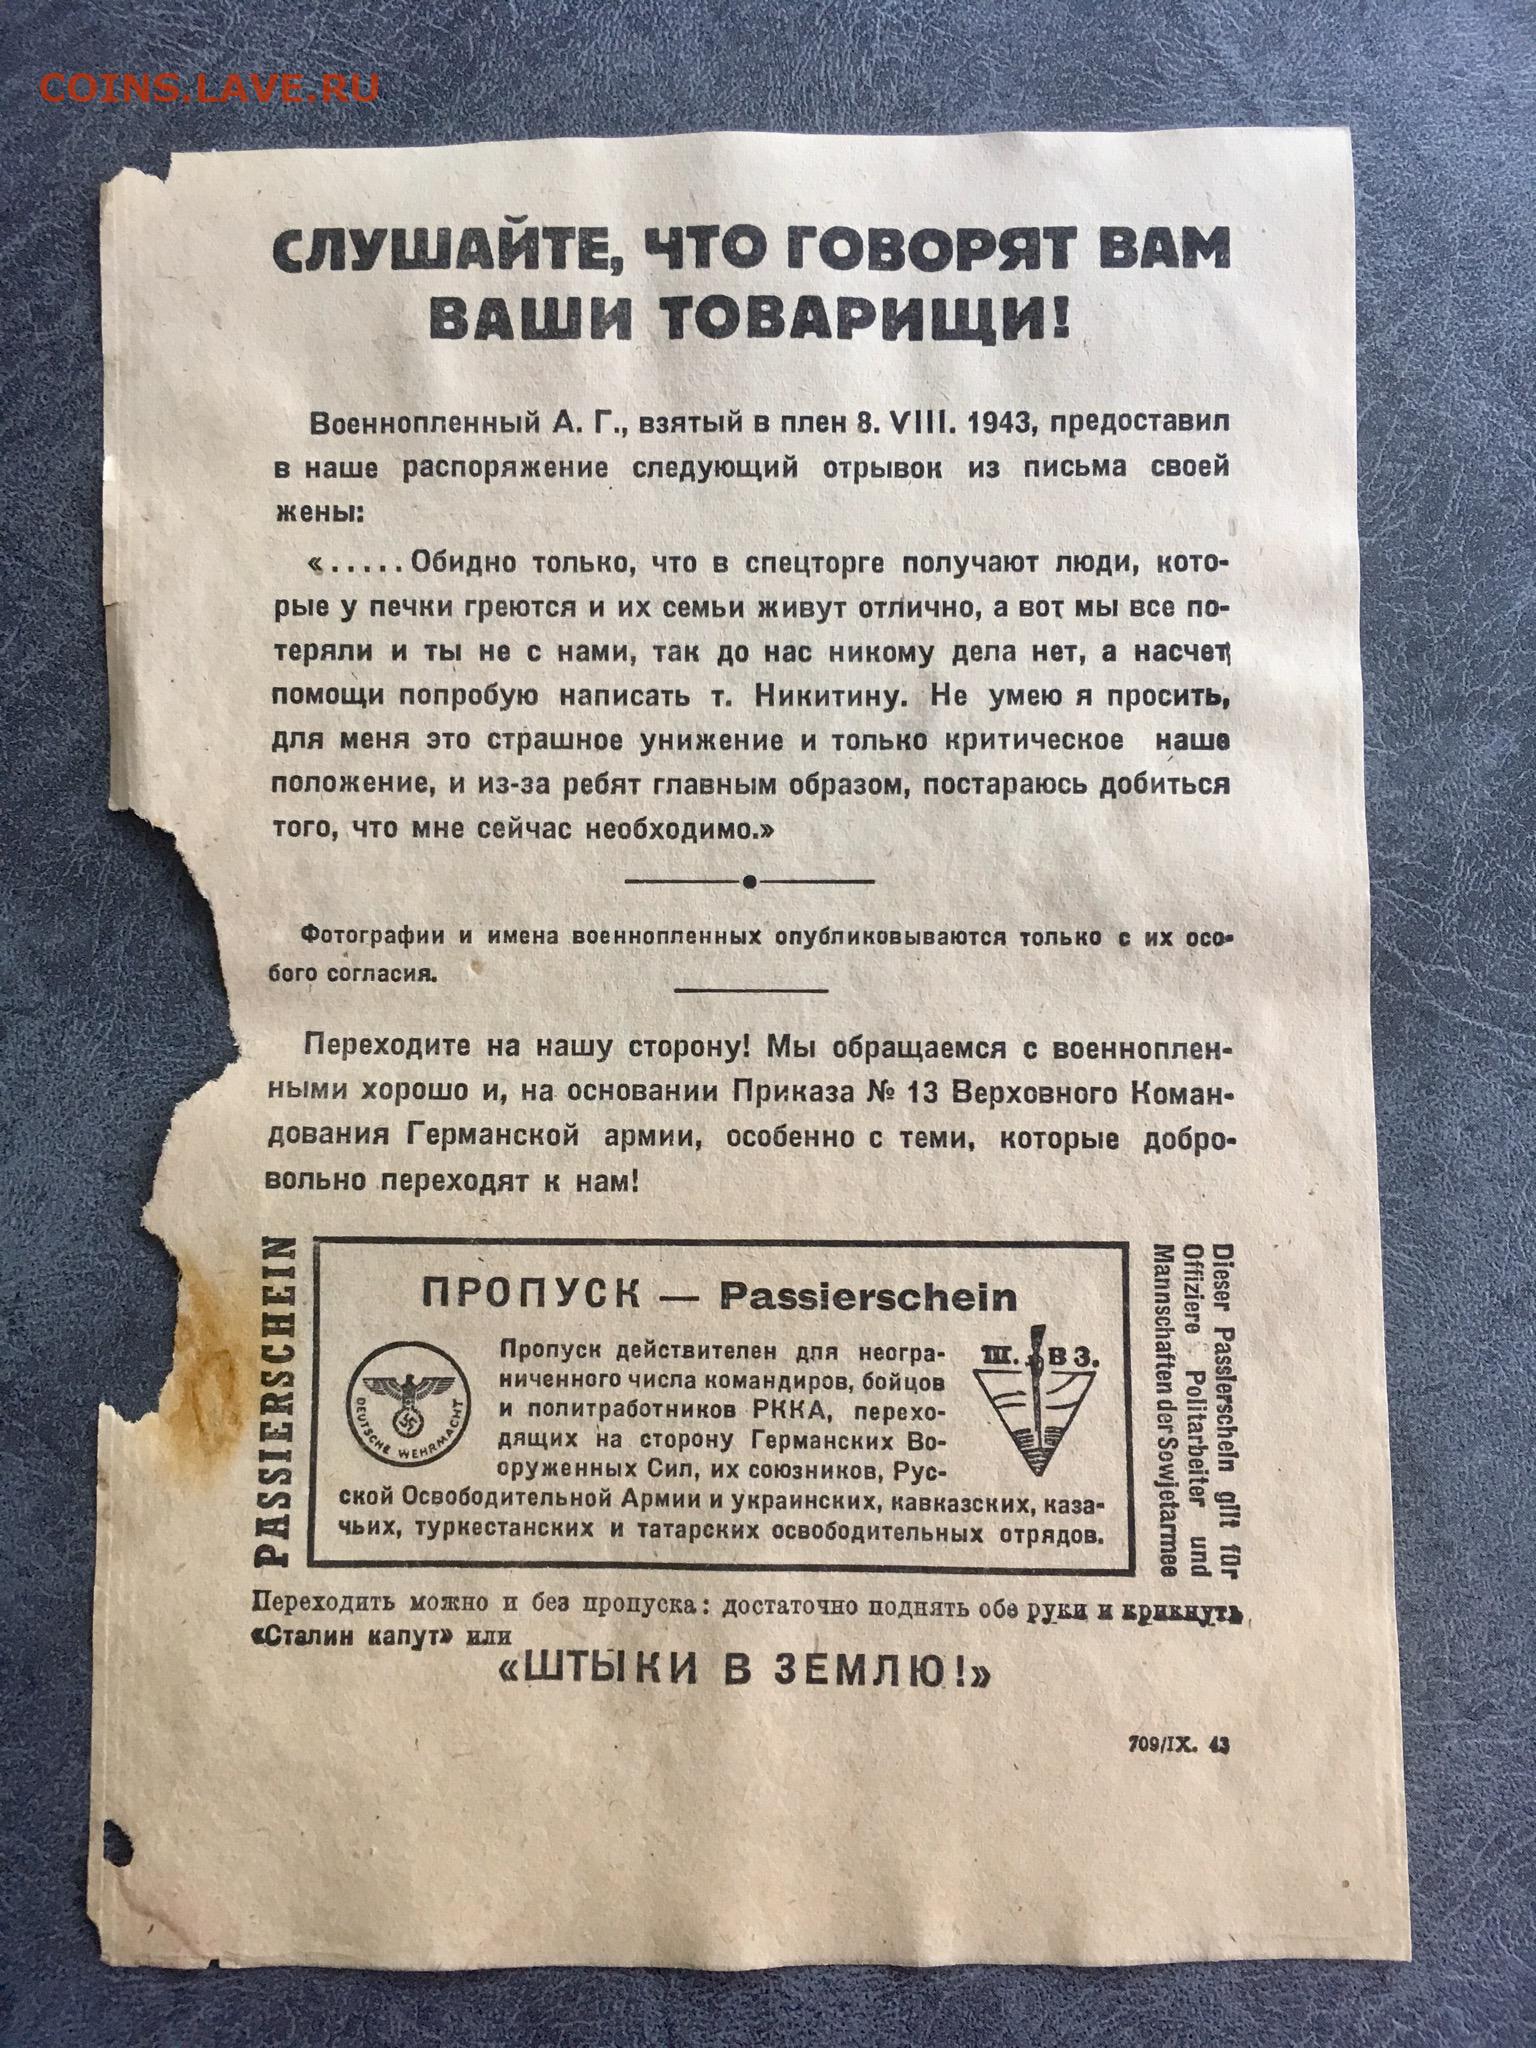 COINS.LAVE.RU
СЛУШАЙТЕ, ЧТО ГОВОРЯТ ВАМ
ВАШИ ТОВАРИЩИ!
Военнопленный А. Г., взятый в плен 8. VIII. 1943, предоставил
в наше распоряжение следующий отрывок из письма своей
жены:
«.....Обидно только, что в спецторге получают люди, кото-
рые у печки греются и их семьи живут отлично, а вот мы все по-
теряли и ты не с нами, так до нас никому дела нет, а насчет
помощи попробую написать т. Никитину. Не умею я просить,
для меня это страшное унижение и только критическое наше
положение, и из-за ребят главным образом, постараюсь добиться
того, что мне сейчас необходимо.»
Фотографии и имена военнопленных опубликовываются только с их осо-
бого согласия.
Переходите на нашу сторону! Мы обращаемся с военноплен-
ными хорошо и, на основании Приказа № 13 Верховного Коман-
дования Германской армии, особенно с теми, которые добро-
вольно переходят к нам!
PASSIERSCHEIN
ПРОПУСК — Passierschein
DEUTSCHE WEHRMACHT
Пропуск действителен для неогра-
ниченного числа командиров, бойцов
и политработников РККА, перехо-
дящих на сторону Германских Во-
оруженных Сил, их союзников, Рус-
ской Освободительной Армии и украинских, кавказских, каза-
чьих, туркестанских и татарских освободительных отрядов.
Ш. В З.
Dieser Passierschein gilt für
Offiziere Politarbeiter und
Mannschaften der Sowjetarmee
Переходить можно и без пропуска: достаточно поднять обе руки и крикнуть
«Сталин капут» или
«ШТЫКИ В ЗЕМЛЮ!»
709/IX. 43